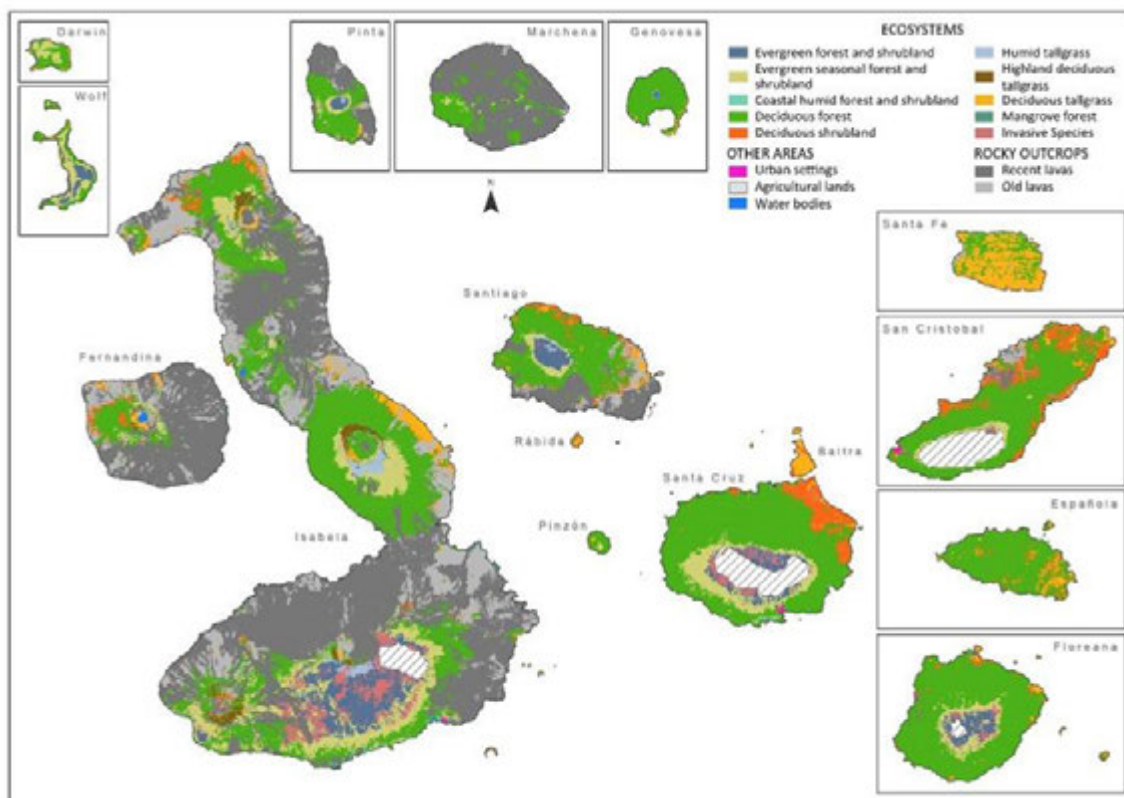 Darwin
Wolf
Pinta
Marchena
Genovesa
ECOSYSTEMS
Evergreen forest and shrubland
Evergreen seasonal forest and
shrubland
Coastal humid forest and shrubland
Deciduous forest
Deciduous shrubland
Humid tallgrass
Highland deciduous
tallgrass
Deciduous tallgrass
Mangrove forest
Invasive Species
OTHER AREAS
Urban settings
Agricultural lands
Water bodies
ROCKY OUTCROPS
Recent lavas
Old lavas
N
Santa Fe
Santiago
San Cristobal
Fernandina
Rábida
Baltra
Santa Cruz
Española
Pinzón
Isabela
Floreana